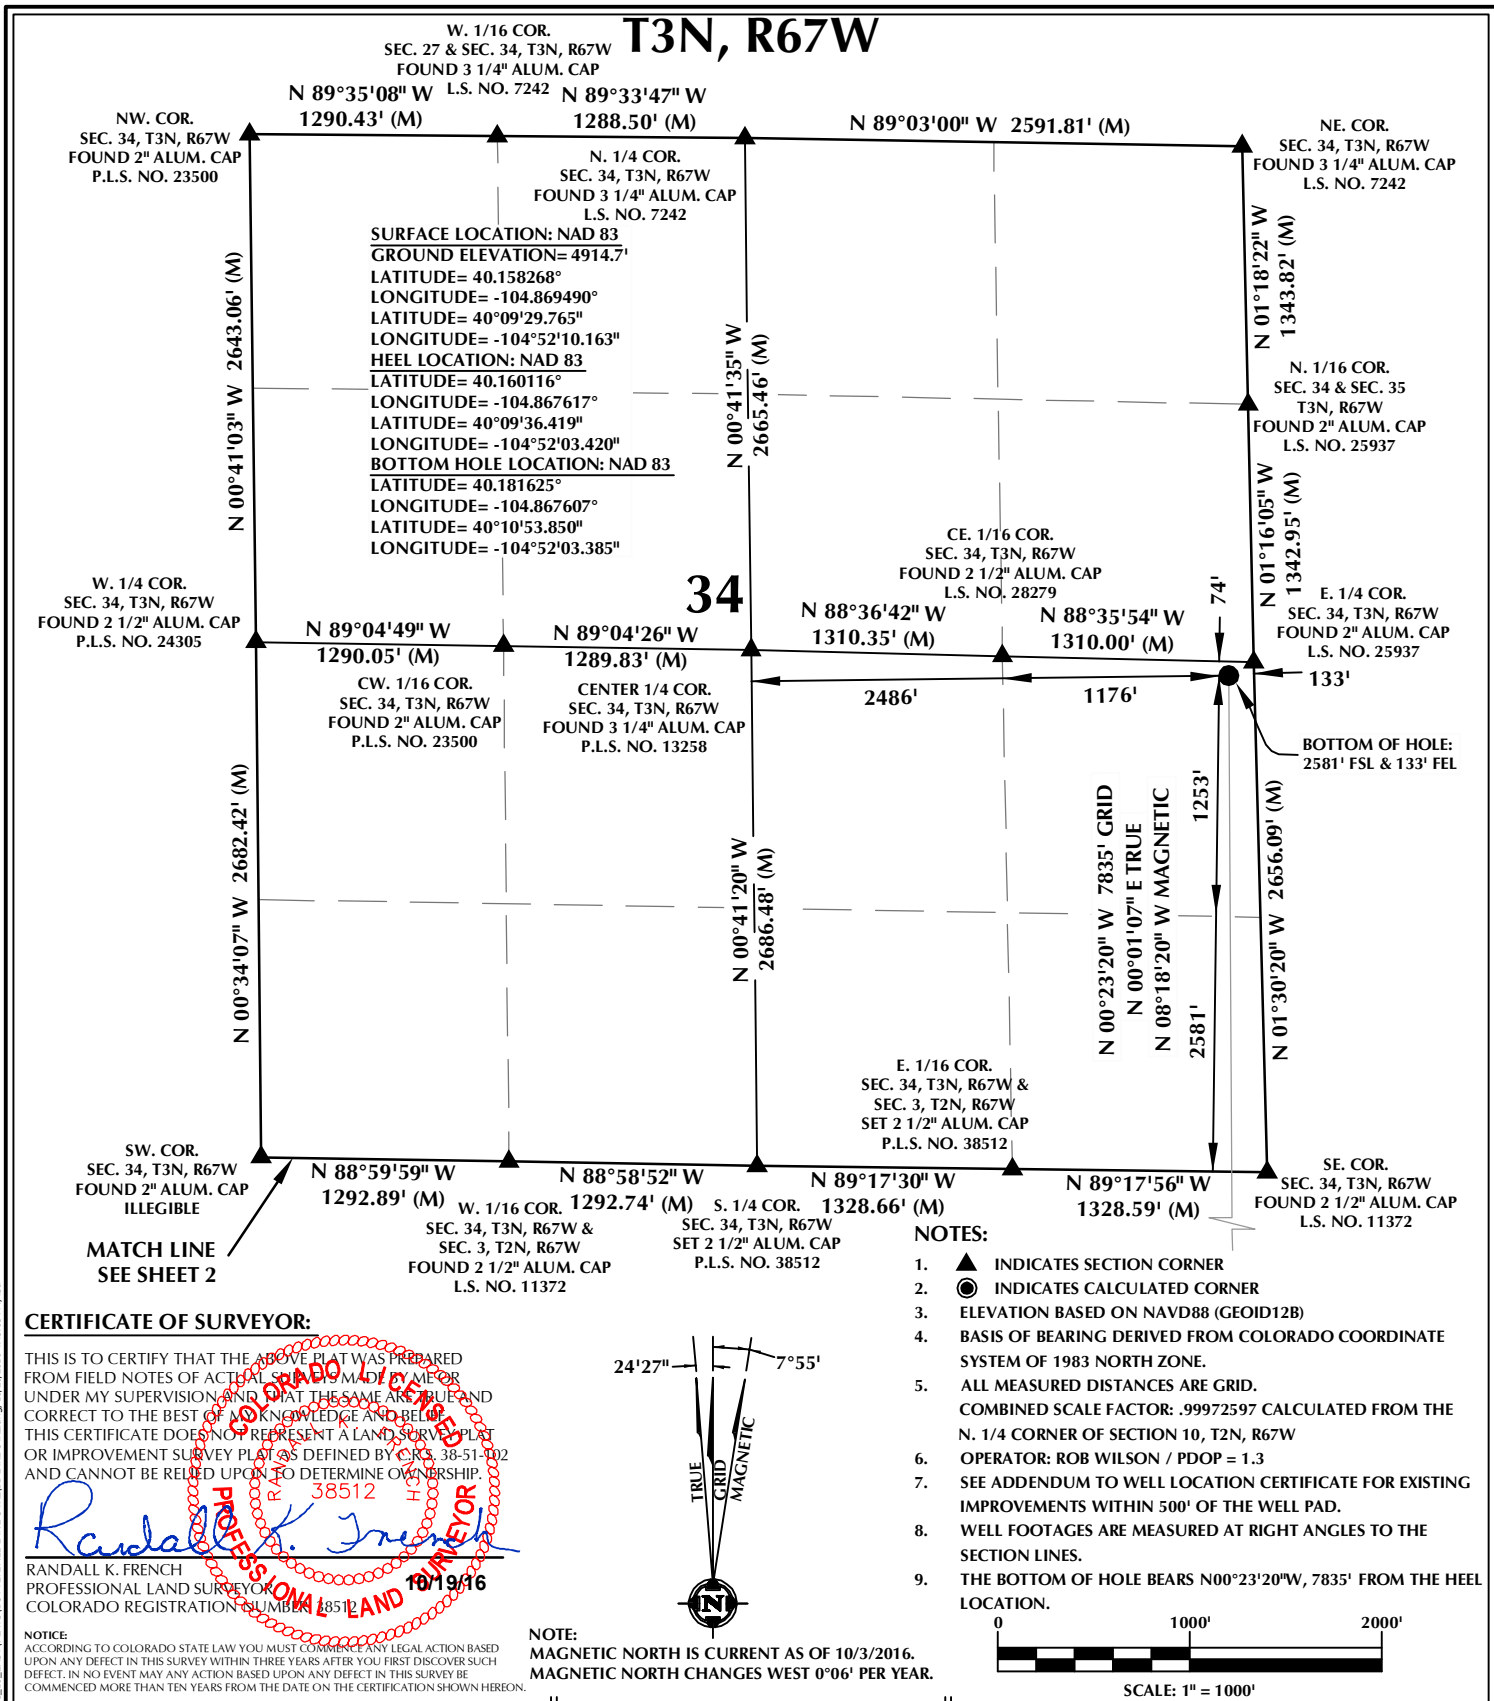 T3N, R67W
W. 1/16 COR.
SEC. 27 & SEC. 34, T3N, R67W
FOUND 3 1/4" ALUM. CAP
L.S. NO. 7242
N 89°35'08" W
1290.43' (M)
N 89°33'47" W
1288.50' (M)
N 89°03'00" W 2591.81' (M)
NW. COR.
SEC. 34, T3N, R67W
FOUND 2" ALUM. CAP
P.L.S. NO. 23500
N. 1/4 COR.
SEC. 34, T3N, R67W
FOUND 3 1/4" ALUM. CAP
L.S. NO. 7242
NE. COR.
SEC. 34, T3N, R67W
FOUND 3 1/4" ALUM. CAP
L.S. NO. 7242
SURFACE LOCATION: NAD 83
GROUND ELEVATION= 4914.7'
LATITUDE= 40.158268°
LONGITUDE= -104.869490°
LATITUDE= 40°09'29.765"
LONGITUDE= -104°52'10.163"
HEEL LOCATION: NAD 83
LATITUDE= 40.160116°
LONGITUDE= -104.867617°
LATITUDE= 40°09'36.419"
LONGITUDE= -104°52'03.420"
BOTTOM HOLE LOCATION: NAD 83
LATITUDE= 40.181625°
LONGITUDE= -104.867607°
LATITUDE= 40°10'53.850"
LONGITUDE= -104°52'03.385"
N 00°41'03" W 2643.06' (M)
N 00°41'35" W
2665.46' (M)
N 01°18'22" W
1343.82' (M)
N. 1/16 COR.
SEC. 34 & SEC. 35
T3N, R67W
FOUND 2" ALUM. CAP
L.S. NO. 25937
N 01°16'05" W
1342.95' (M)
CE. 1/16 COR.
SEC. 34, T3N, R67W
FOUND 2 1/2" ALUM. CAP
L.S. NO. 28279
74'
E. 1/4 COR.
SEC. 34, T3N, R67W
FOUND 2" ALUM. CAP
L.S. NO. 25937
W. 1/4 COR.
SEC. 34, T3N, R67W
FOUND 2 1/2" ALUM. CAP
P.L.S. NO. 24305
34
N 89°04'49" W
1290.05' (M)
N 89°04'26" W
1289.83' (M)
N 88°36'42" W
1310.35' (M)
N 88°35'54" W
1310.00' (M)
CW. 1/16 COR.
SEC. 34, T3N, R67W
FOUND 2" ALUM. CAP
P.L.S. NO. 23500
CENTER 1/4 COR.
SEC. 34, T3N, R67W
FOUND 3 1/4" ALUM. CAP
P.L.S. NO. 13258
2486'
1176'
133'
BOTTOM OF HOLE:
2581' FSL & 133' FEL
N 00°34'07" W 2682.42' (M)
N 00°41'20" W
2686.48' (M)
N 00°23'20" W 7835' GRID
N 00°01'07" E TRUE
N 08°18'20" W MAGNETIC
1253'
2581'
N 01°30'20" W 2656.09' (M)
E. 1/16 COR.
SEC. 34, T3N, R67W &
SEC. 3, T2N, R67W
SET 2 1/2" ALUM. CAP
P.L.S. NO. 38512
SW. COR.
SEC. 34, T3N, R67W
FOUND 2" ALUM. CAP
ILLEGIBLE
N 88°59'59" W
1292.89' (M)
N 88°58'52" W
1292.74' (M)
N 89°17'30" W
1328.66' (M)
N 89°17'56" W
1328.59' (M)
SE. COR.
SEC. 34, T3N, R67W
FOUND 2 1/2" ALUM. CAP
L.S. NO. 11372
W. 1/16 COR.
SEC. 34, T3N, R67W &
SEC. 3, T2N, R67W
FOUND 2 1/2" ALUM. CAP
L.S. NO. 11372
S. 1/4 COR.
SEC. 34, T3N, R67W
SET 2 1/2" ALUM. CAP
P.L.S. NO. 38512
MATCH LINE
SEE SHEET 2
NOTES:
1. INDICATES SECTION CORNER
2. INDICATES CALCULATED CORNER
3. ELEVATION BASED ON NAVD88 (GEOID12B)
4. BASIS OF BEARING DERIVED FROM COLORADO COORDINATE
SYSTEM OF 1983 NORTH ZONE.
5. ALL MEASURED DISTANCES ARE GRID.
COMBINED SCALE FACTOR: .99972597 CALCULATED FROM THE
N. 1/4 CORNER OF SECTION 10, T2N, R67W
6. OPERATOR: ROB WILSON / PDOP = 1.3
7. SEE ADDENDUM TO WELL LOCATION CERTIFICATE FOR EXISTING
IMPROVEMENTS WITHIN 500' OF THE WELL PAD.
8. WELL FOOTAGES ARE MEASURED AT RIGHT ANGLES TO THE
SECTION LINES.
9. THE BOTTOM OF HOLE BEARS N00°23'20"W, 7835' FROM THE HEEL
LOCATION.
CERTIFICATE OF SURVEYOR:
THIS IS TO CERTIFY THAT THE ABOVE PLAT WAS PREPARED
FROM FIELD NOTES OF ACTUAL SURVEYS MADE BY ME OR
UNDER MY SUPERVISION AND THAT THE SAME ARE TRUE AND
CORRECT TO THE BEST OF MY KNOWLEDGE AND BELIEF.
THIS CERTIFICATE DOES NOT REPRESENT A LAND SURVEY PLAT
OR IMPROVEMENT SURVEY PLAT AS DEFINED BY C.R.S. 38-51-102
AND CANNOT BE RELIED UPON TO DETERMINE OWNERSHIP.
COLORADO LICENSED
PROFESSIONAL LAND SURVEYOR
RANDALL K. FRENCH
38512
Randall K. French
10/19/16
RANDALL K. FRENCH
PROFESSIONAL LAND SURVEYOR
COLORADO REGISTRATION NUMBER 38512
24'27"
7°55'
TRUE
GRID
MAGNETIC
N
NOTICE:
ACCORDING TO COLORADO STATE LAW YOU MUST COMMENCE ANY LEGAL ACTION BASED
UPON ANY DEFECT IN THIS SURVEY WITHIN THREE YEARS AFTER YOU FIRST DISCOVER SUCH
DEFECT. IN NO EVENT MAY ANY ACTION BASED UPON ANY DEFECT IN THIS SURVEY BE
COMMENCED MORE THAN TEN YEARS FROM THE DATE ON THE CERTIFICATION SHOWN HEREON.
NOTE:
MAGNETIC NORTH IS CURRENT AS OF 10/3/2016.
MAGNETIC NORTH CHANGES WEST 0°06' PER YEAR.
0 1000' 2000'
SCALE: 1" = 1000'